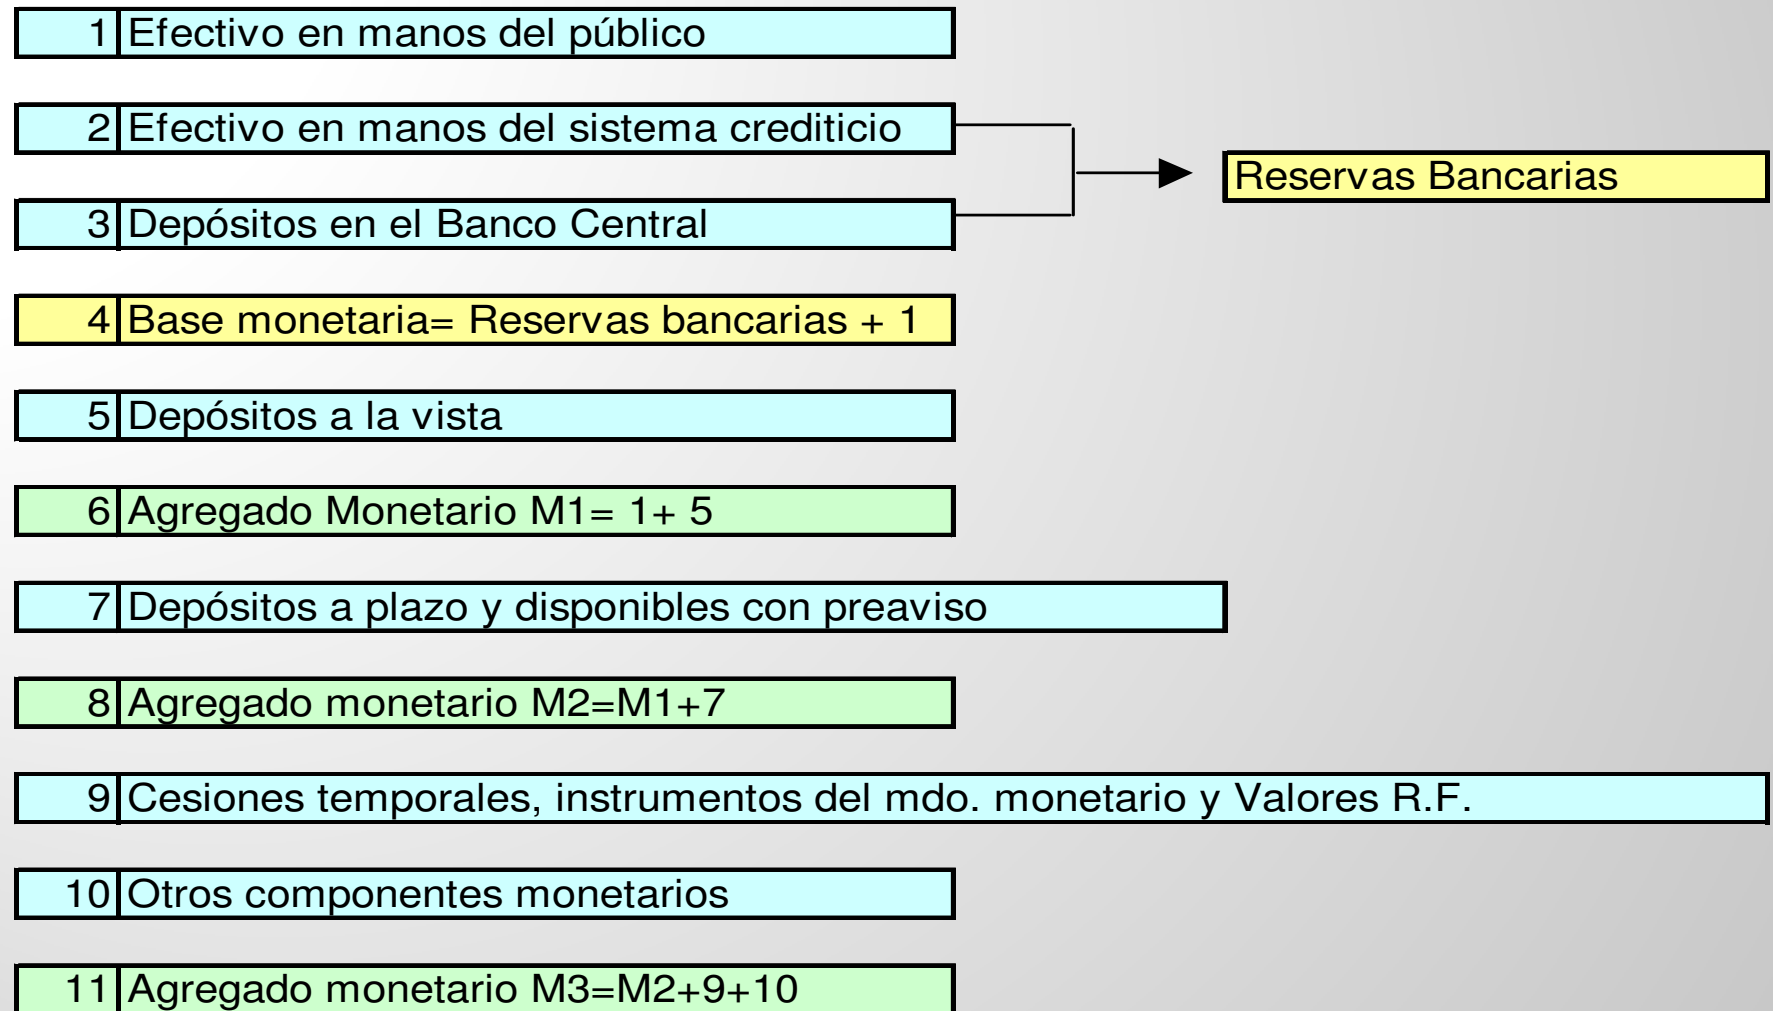 1 Efectivo en manos del público
2 Efectivo en manos del sistema crediticio
Reservas Bancarias
3 Depósitos en el Banco Central
4 Base monetaria= Reservas bancarias + 1
5 Depósitos a la vista
6 Agregado Monetario M1= 1+ 5
7 Depósitos a plazo y disponibles con preaviso
8 Agregado monetario M2=M1+7
9 Cesiones temporales, instrumentos del mdo. monetario y Valores R.F.
10 Otros componentes monetarios
11 Agregado monetario M3=M2+9+10